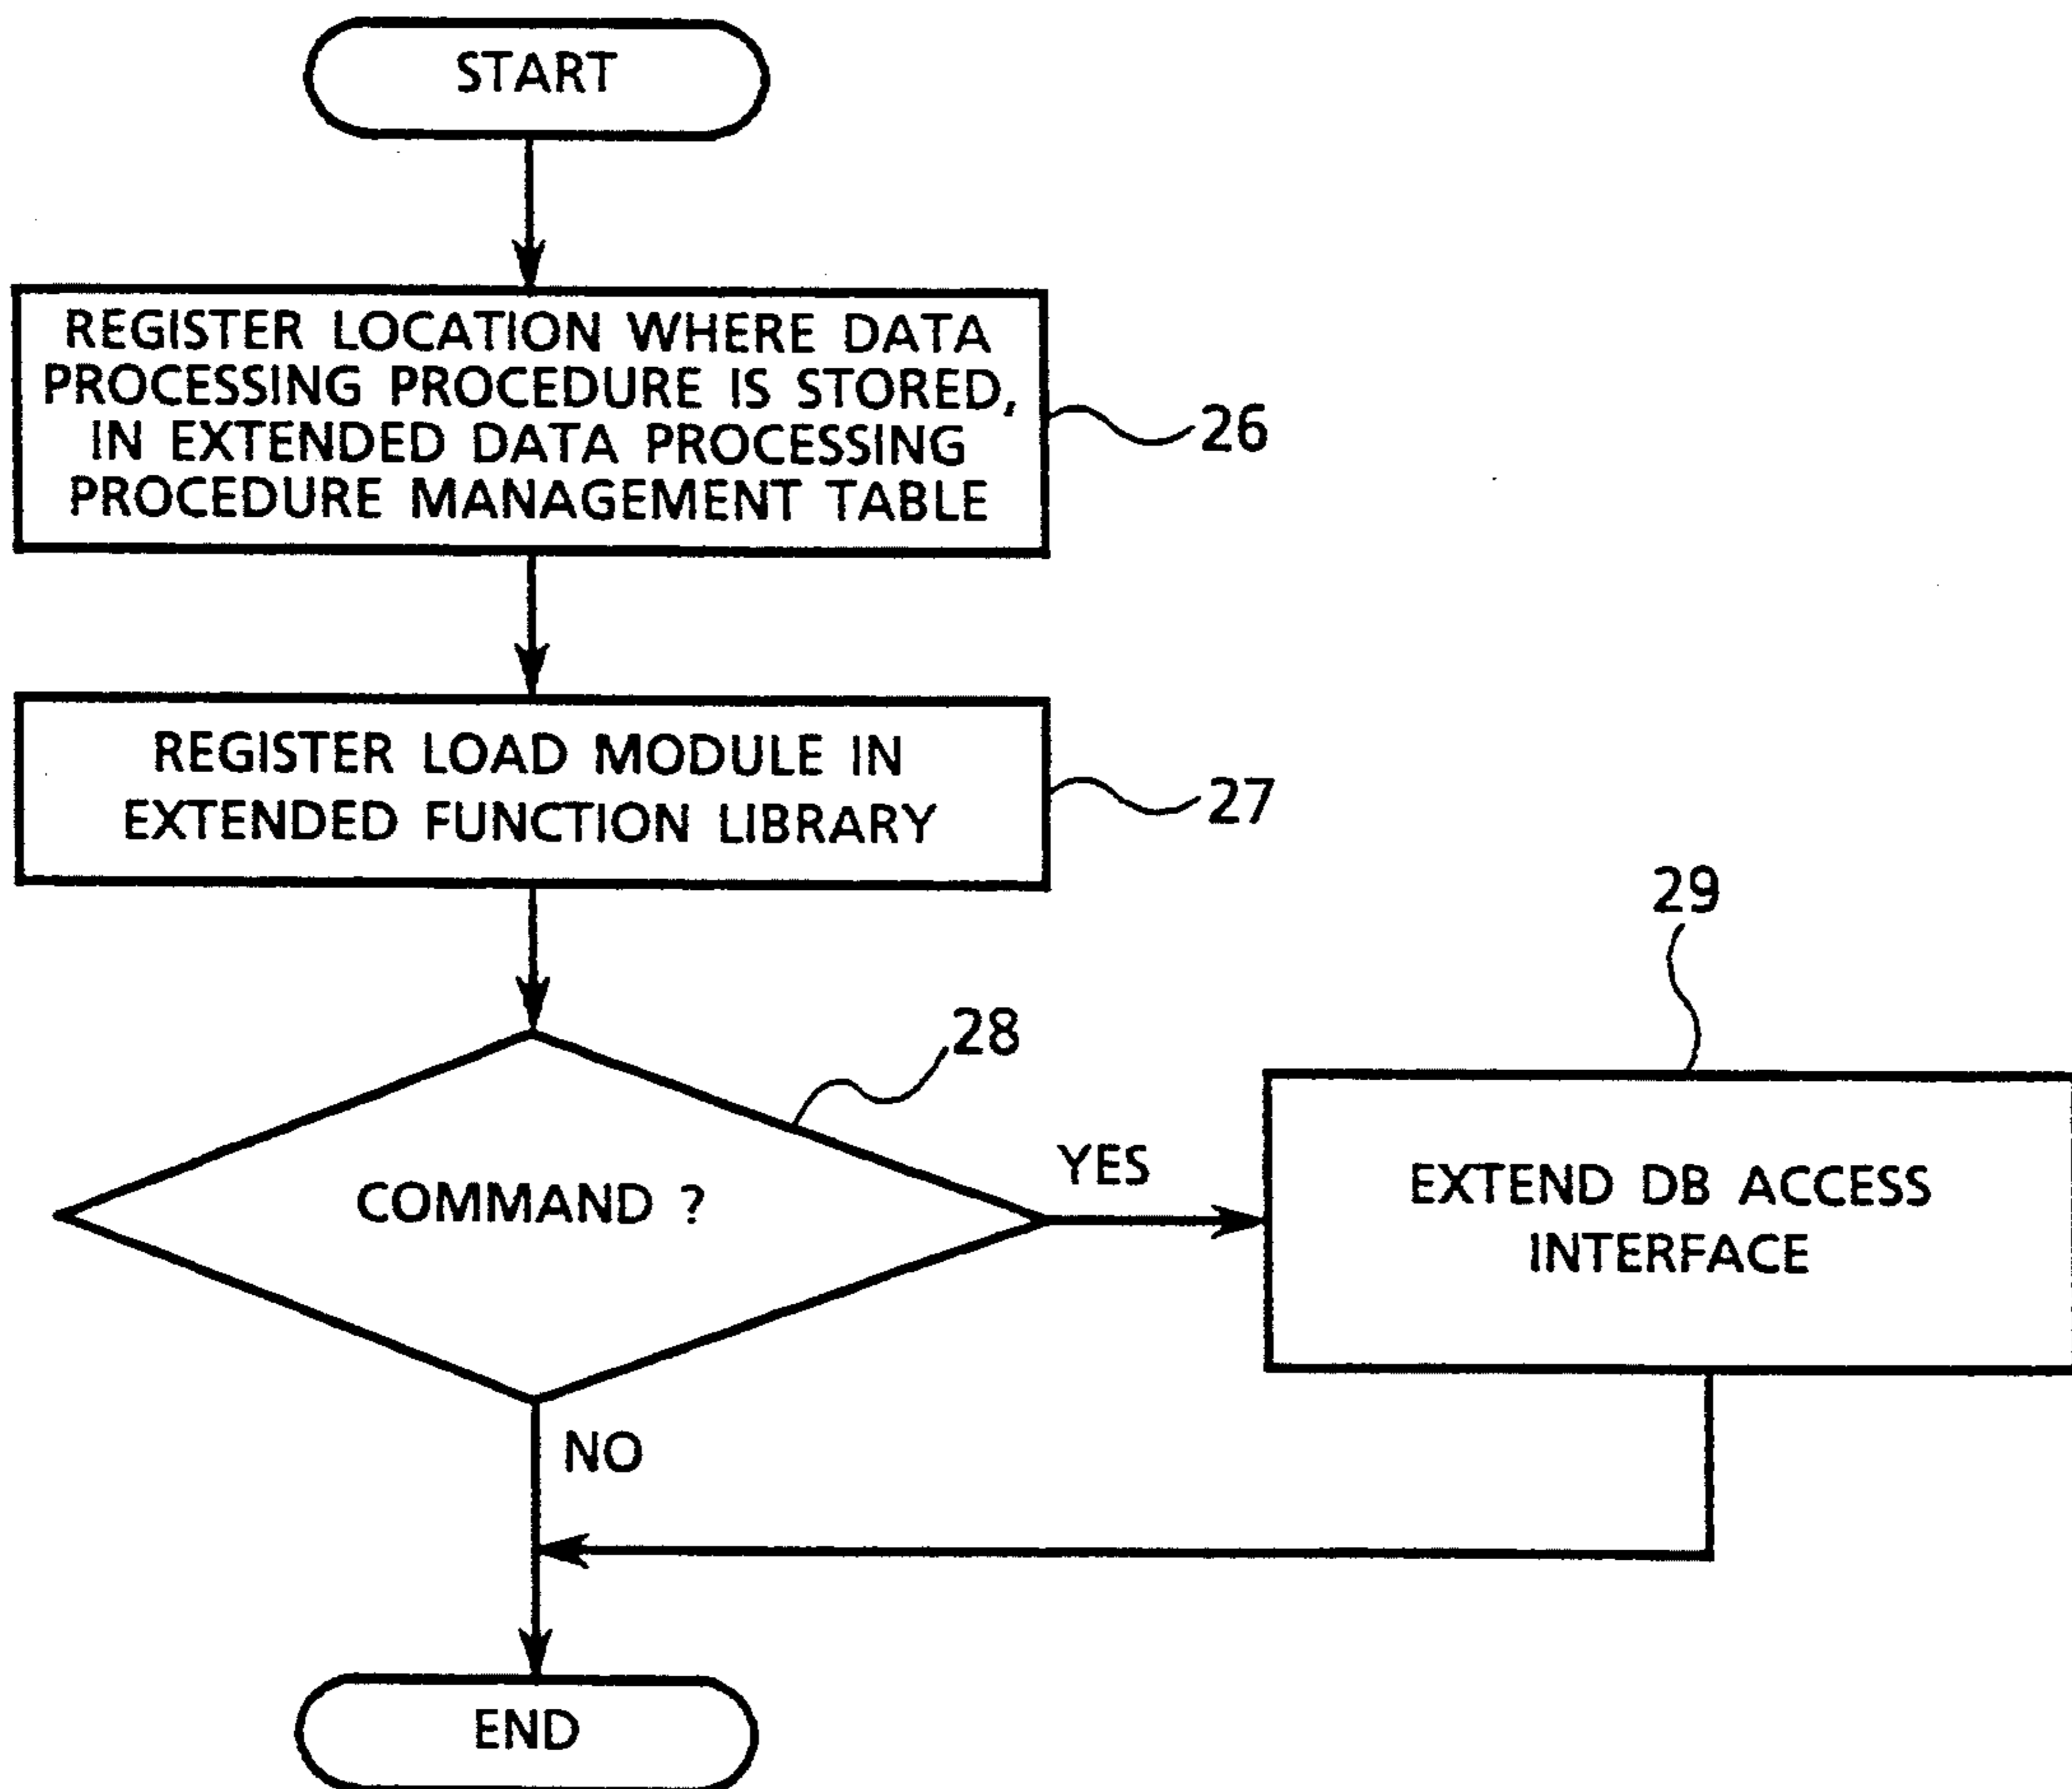 START
REGISTER LOCATION WHERE DATA
PROCESSING PROCEDURE IS STORED,
IN EXTENDED DATA PROCESSING
PROCEDURE MANAGEMENT TABLE
26
REGISTER LOAD MODULE IN
EXTENDED FUNCTION LIBRARY
27
28
COMMAND ?
YES
29
EXTEND DB ACCESS
INTERFACE
NO
END